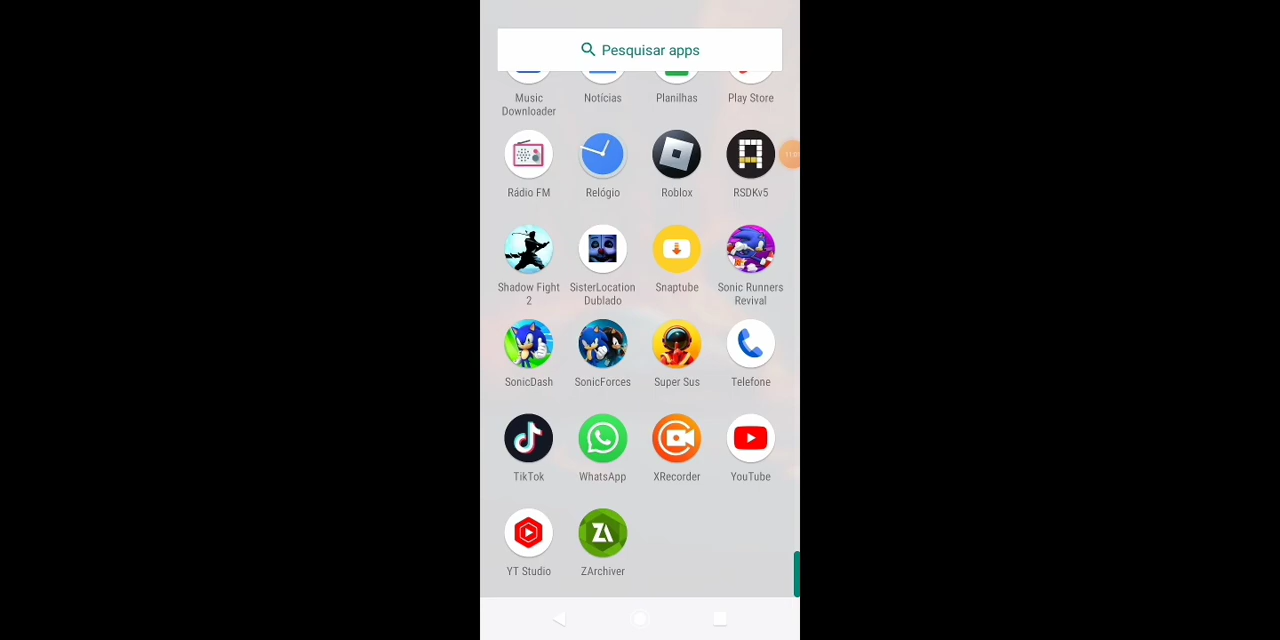 Pesquisar apps
Music Notícias Planilhas Play Store
Downloader
Rádio FM Relógio Roblox RSDKv5
Shadow Fight SisterLocation Snaptube Sonic Runners
2 Dublado Revival
SonicDash SonicForces Super Sus Telefone
TikTok WhatsApp XRecorder YouTube
YT Studio ZArchiver